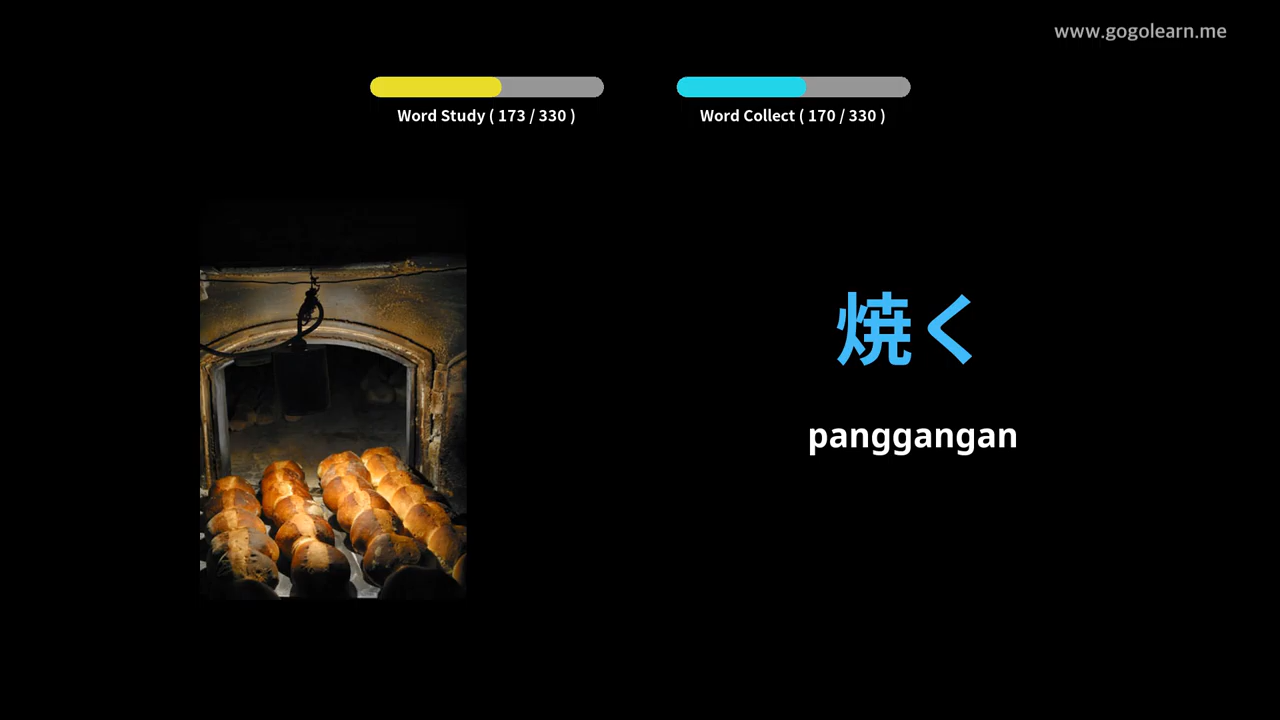 www.gogolearn.me
Word Study ( 173 / 330 )
Word Collect ( 170 / 330 )
焼く
panggangan